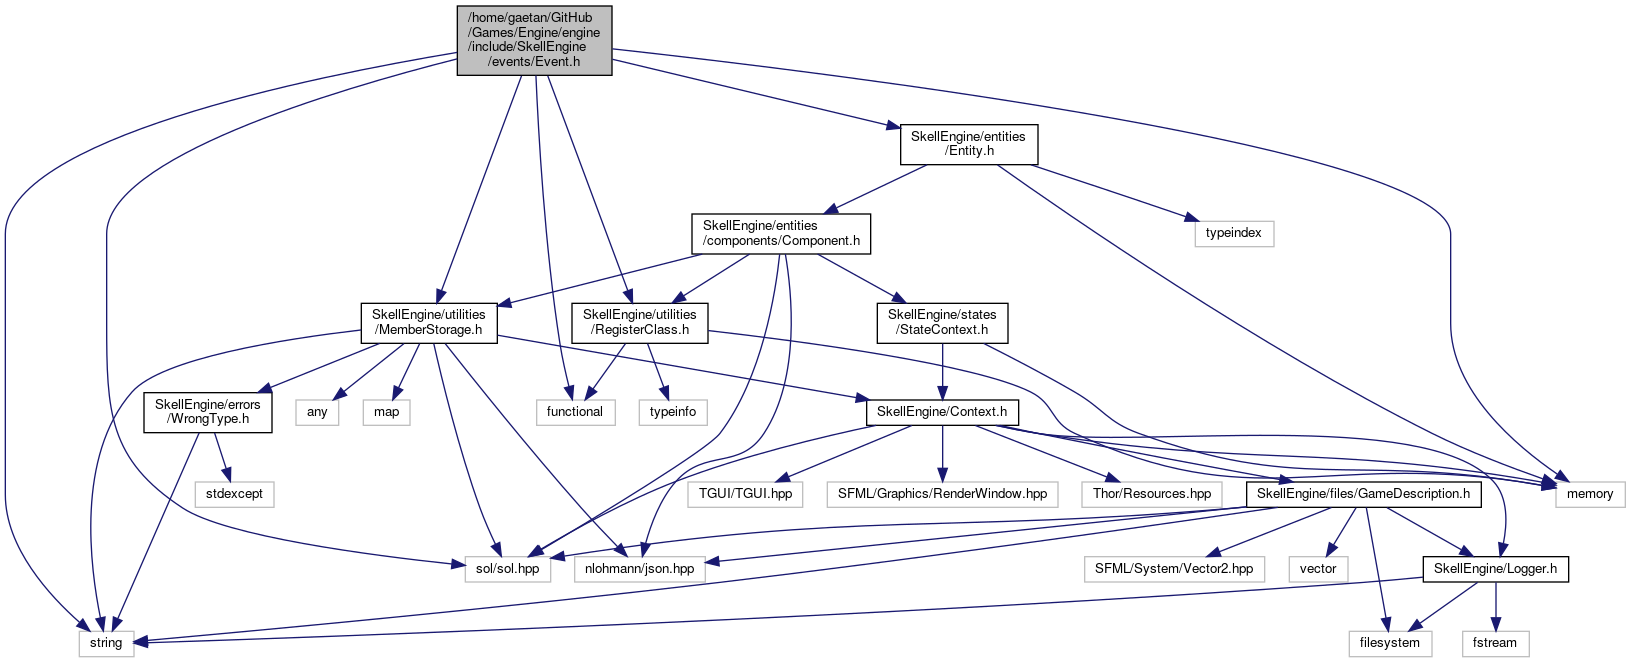 /home/gaetan/GitHub
/Games/Engine/engine
/include/SkellEngine
/events/Event.h
SkellEngine/entities
/Entity.h
SkellEngine/entities
/components/Component.h
typeindex
SkellEngine/utilities
/MemberStorage.h
SkellEngine/utilities
/RegisterClass.h
SkellEngine/states
/StateContext.h
SkellEngine/errors
/WrongType.h
any
map
functional
typeinfo
SkellEngine/Context.h
stdexcept
TGUI/TGUI.hpp
SFML/Graphics/RenderWindow.hpp
Thor/Resources.hpp
SkellEngine/files/GameDescription.h
memory
sol/sol.hpp
nlohmann/json.hpp
SFML/System/Vector2.hpp
vector
SkellEngine/Logger.h
string
filesystem
fstream